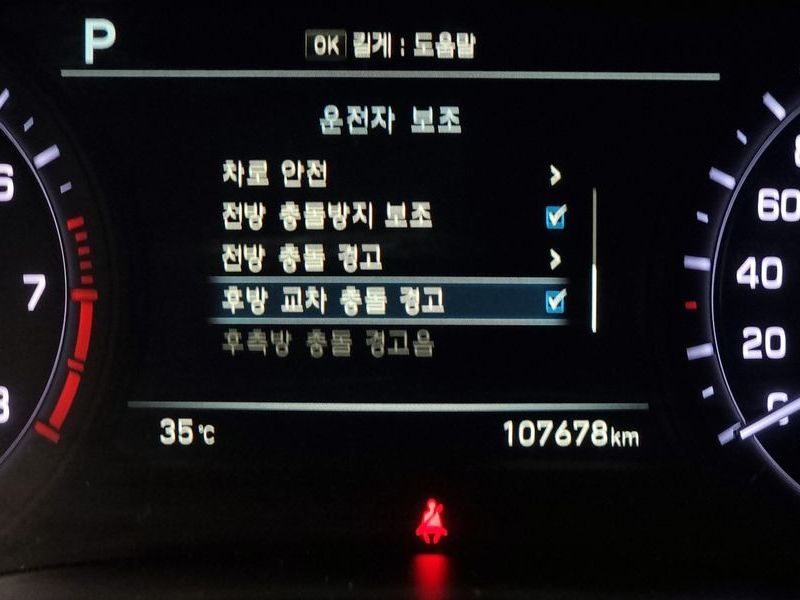 P
OK 길게 : 도움말
운전자 보조
차로 안전
전방 충돌방지 보조
전방 충돌 경고
후방 교차 충돌 경고
후측방 충돌 경고음
35℃
107678km
6
7
8
60
40
20
0